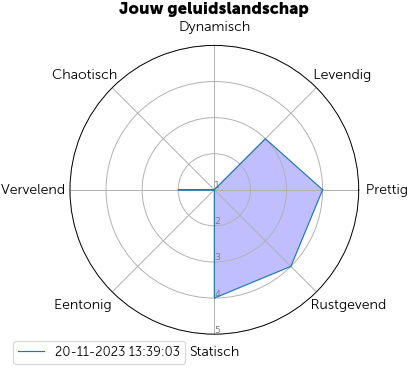 Jouw geluidslandschap
Dynamisch
Chaotisch
Levendig
Vervelend
1
Prettig
2
3
4
Eentonig
Rustgevend
5
20-11-2023 13:39:03
Statisch